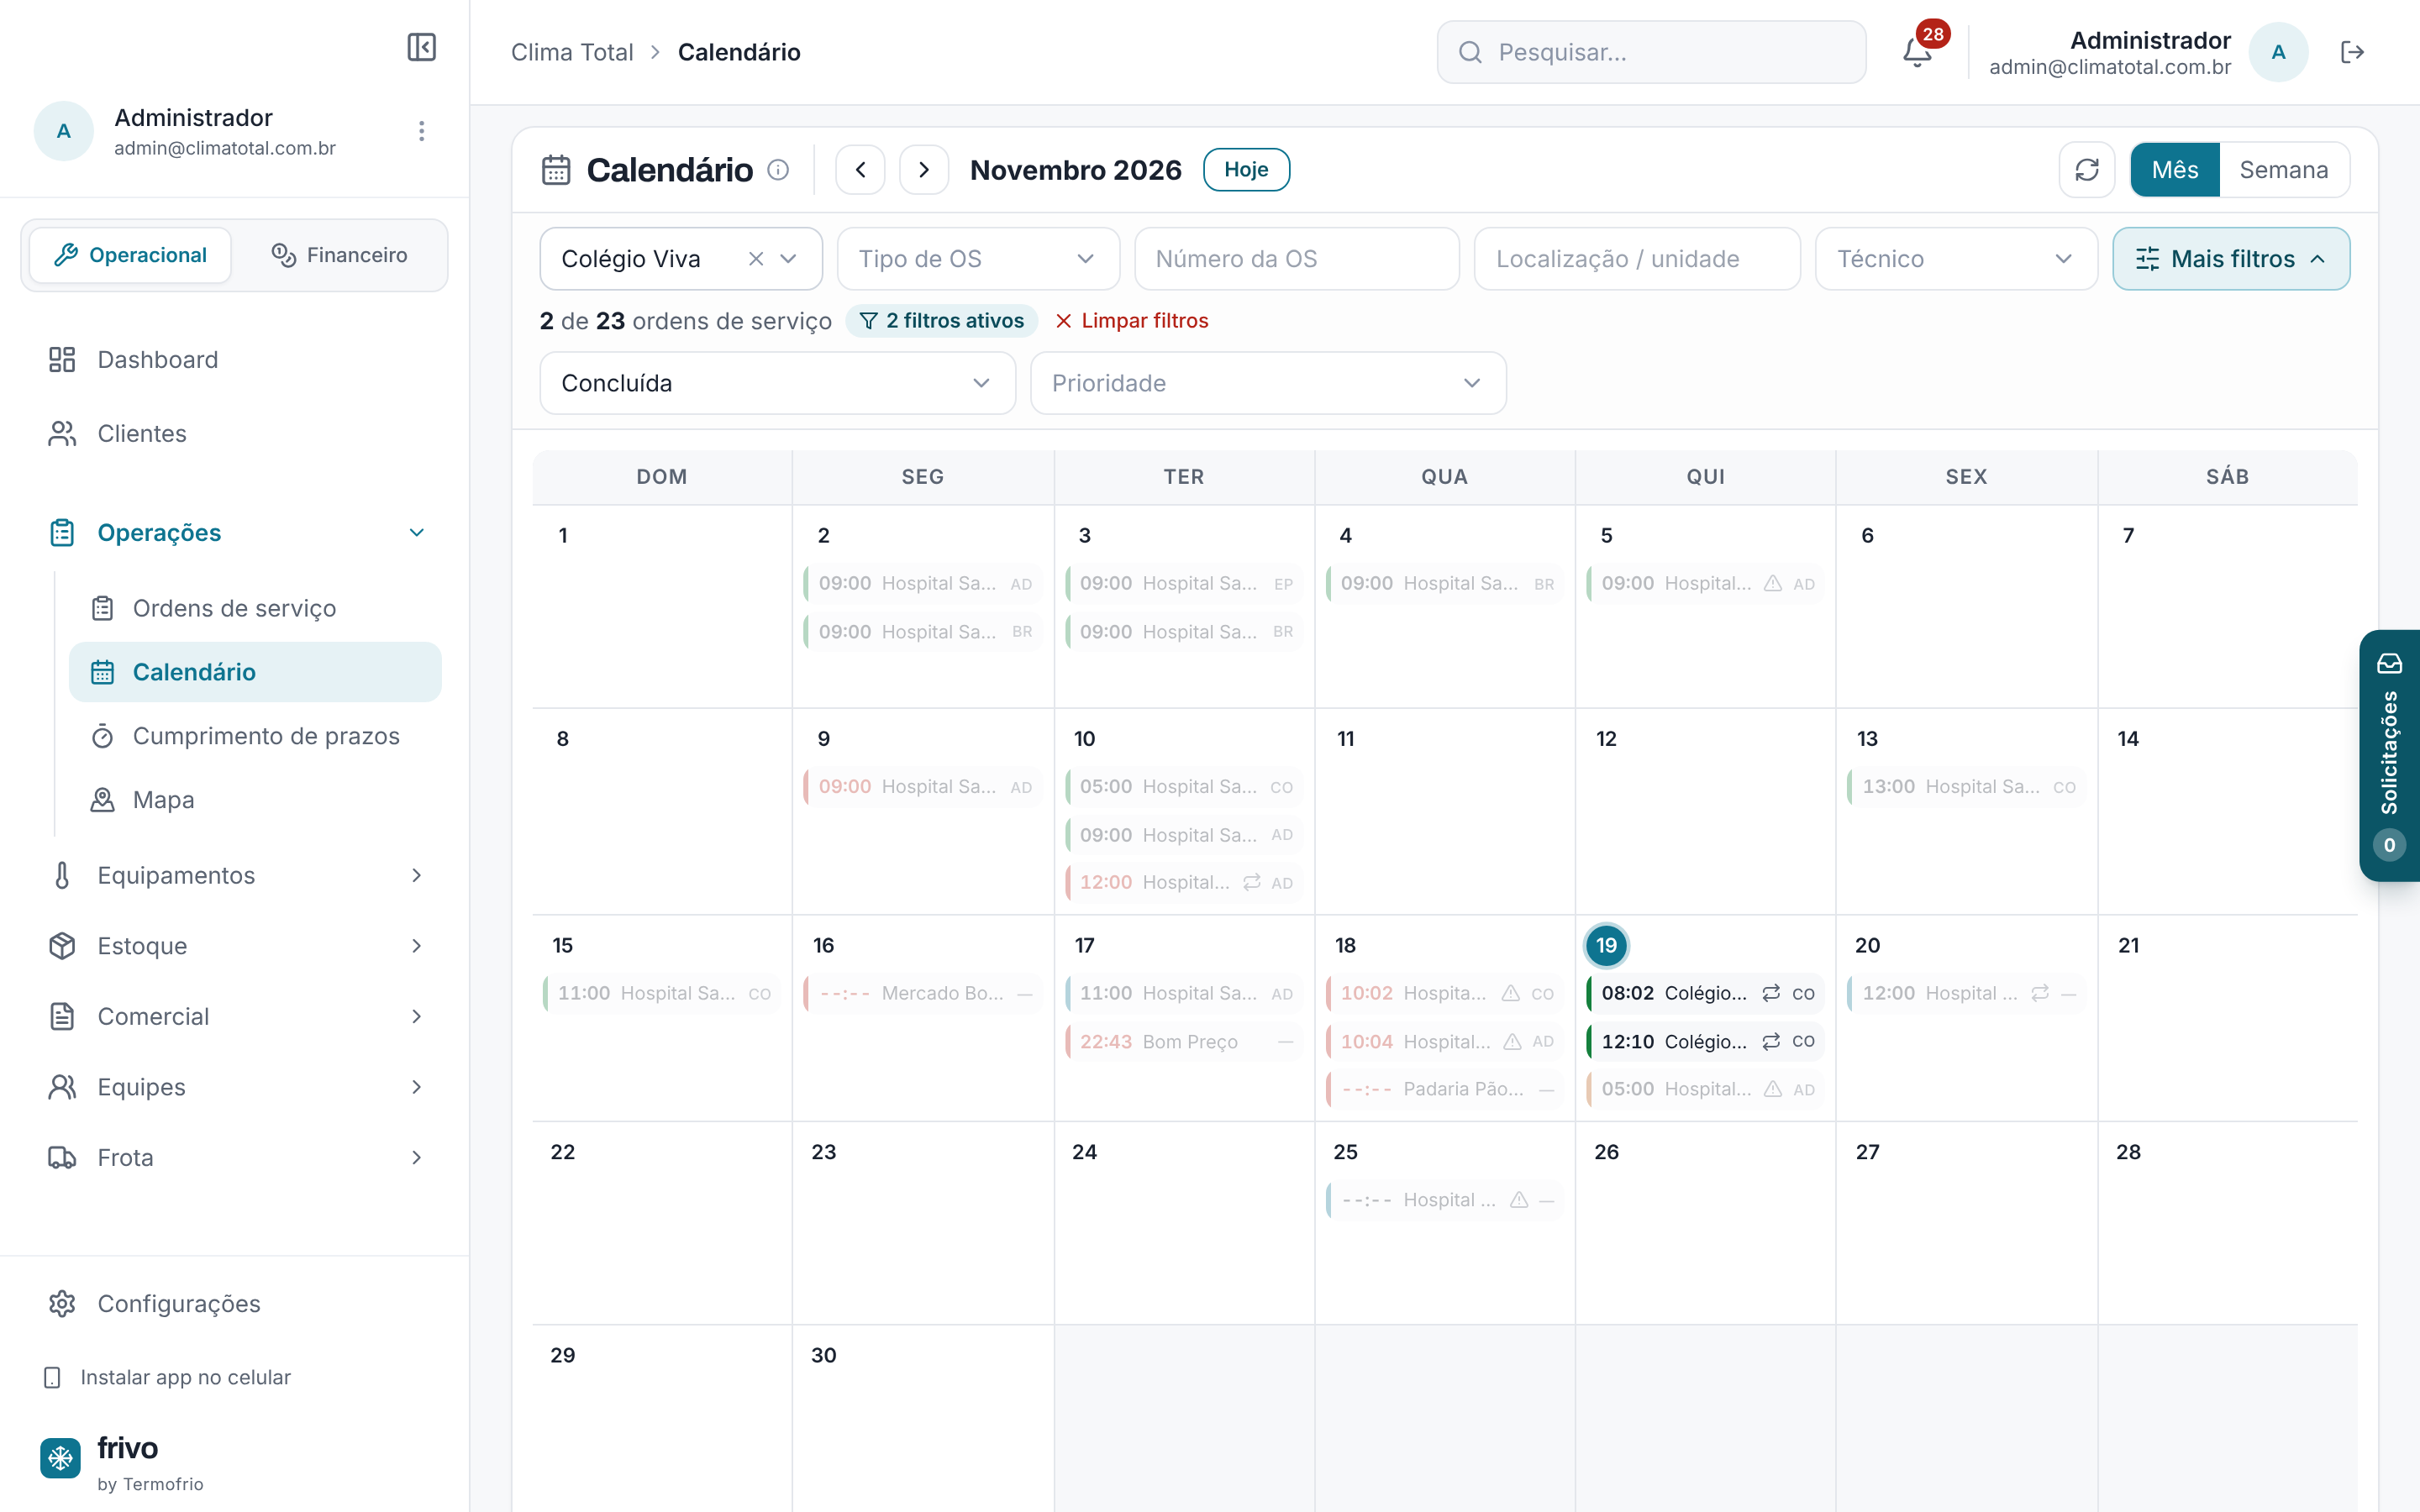 A
Administrador
admin@climatotal.com.br
Operacional
Financeiro
Dashboard
Clientes
Operações
Ordens de serviço
Calendário
Cumprimento de prazos
Mapa
Equipamentos
Estoque
Comercial
Equipes
Frota
Configurações
Instalar app no celular
frivo
by Termofrio
Clima Total > Calendário
Pesquisar...
28
Administrador
admin@climatotal.com.br
A
Calendário
Novembro 2026
Hoje
Mês
Semana
Colégio Viva
Tipo de OS
Número da OS
Localização / unidade
Técnico
Mais filtros
2 de 23 ordens de serviço
2 filtros ativos
Limpar filtros
Concluída
Prioridade
DOM SEG TER QUA QUI SEX SÁB
1
2
09:00 Hospital Sa... AD
09:00 Hospital Sa... BR
3
09:00 Hospital Sa... EP
09:00 Hospital Sa... BR
4
09:00 Hospital Sa... BR
5
09:00 Hospital... AD
6
7
8
9
09:00 Hospital Sa... AD
10
05:00 Hospital Sa... CO
09:00 Hospital Sa... AD
12:00 Hospital... AD
11
12
13
13:00 Hospital Sa... CO
14
15
11:00 Hospital Sa... CO
16
--:-- Mercado Bo... —
17
11:00 Hospital Sa... AD
22:43 Bom Preço —
18
10:02 Hospita... CO
10:04 Hospital... AD
--:-- Padaria Pão... —
19
08:02 Colégio... CO
12:10 Colégio... CO
05:00 Hospital... AD
20
12:00 Hospital ... —
21
22
23
24
25
--:-- Hospital ... —
26
27
28
29
30
Solicitações
0